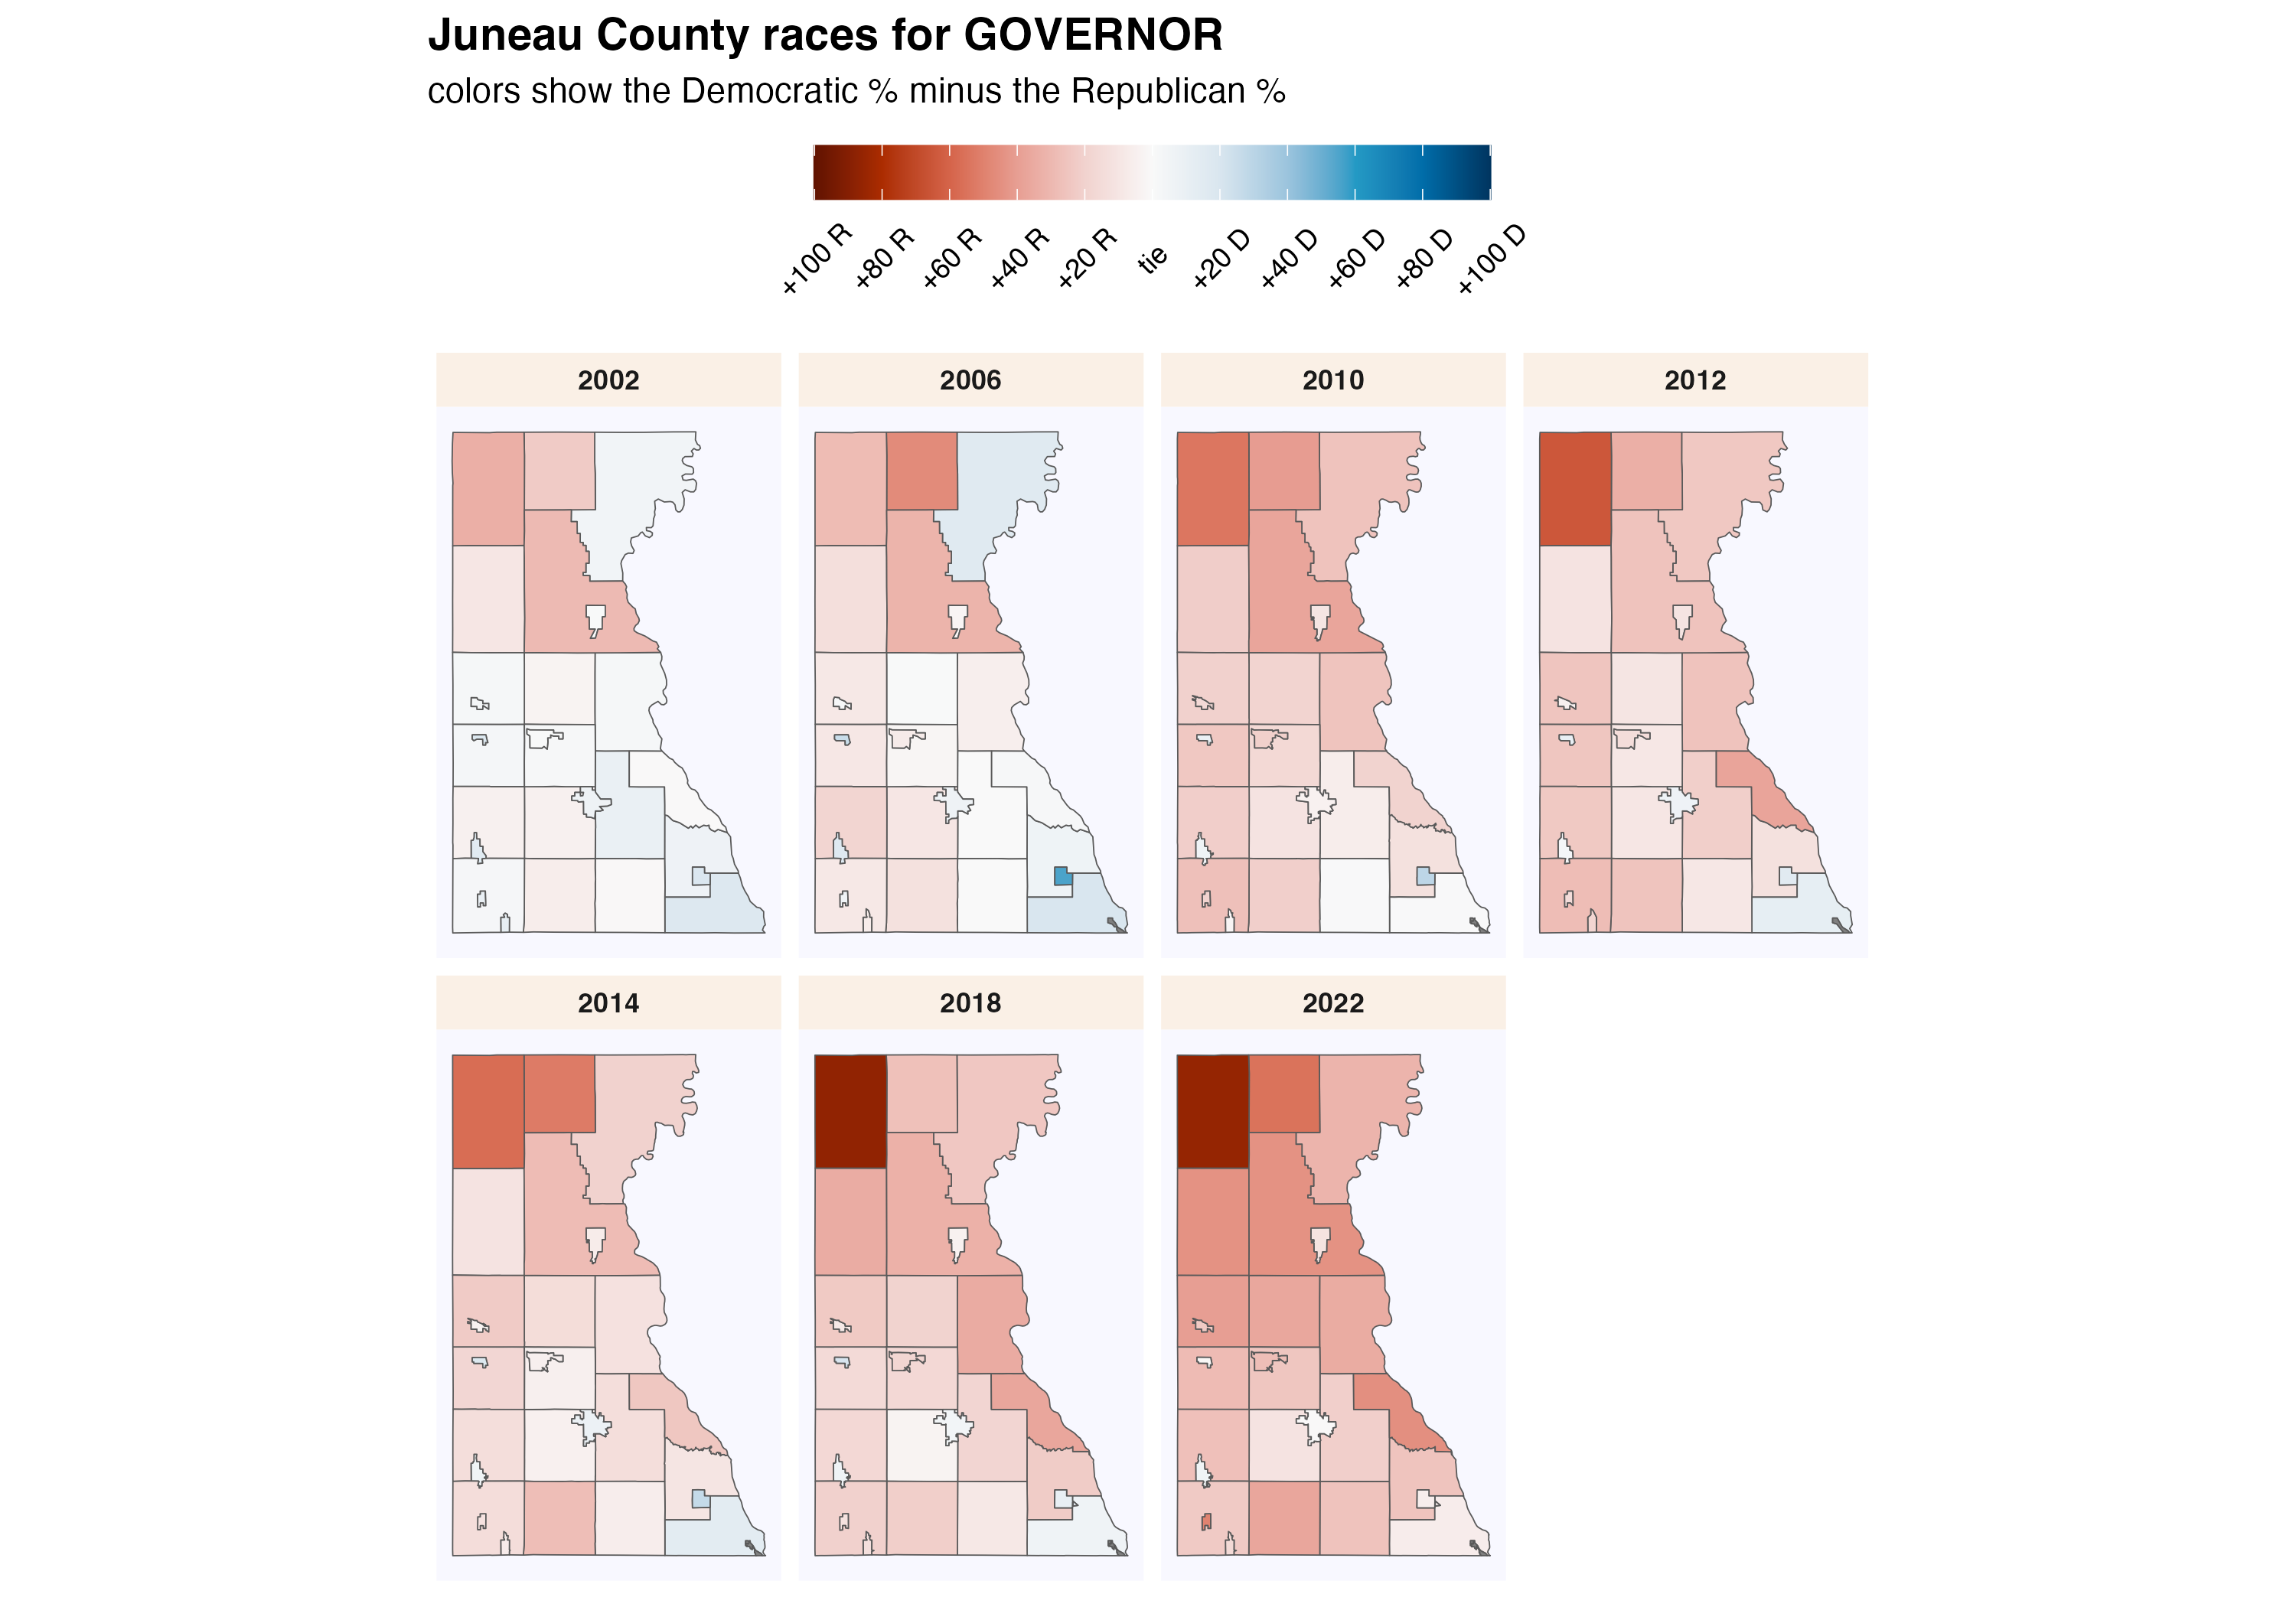 Juneau County races for GOVERNOR
colors show the Democratic % minus the Republican %
+100 R
+80 R
+60 R
+40 R
+20 R
tie
+20 D
+40 D
+60 D
+80 D
+100 D
2002
2006
2010
2012
2014
2018
2022